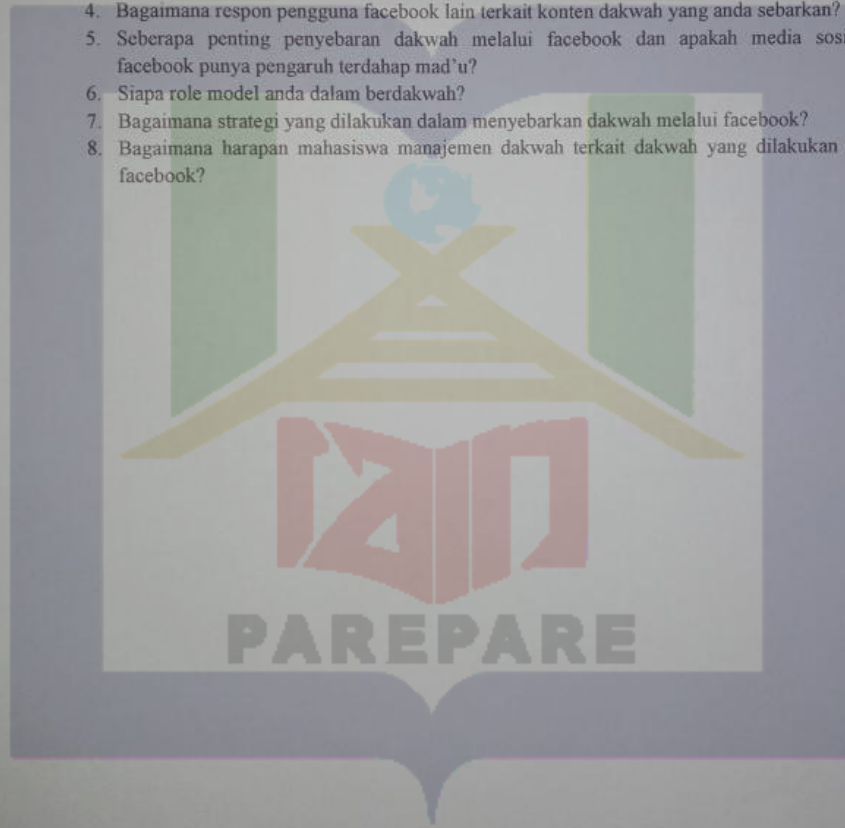 4. Bagaimana respon pengguna facebook lain terkait konten dakwah yang anda sebarkan?
5. Seberapa penting penyebaran dakwah melalui facebook dan apakah media sosi
facebook punya pengaruh terdahap mad'u?
6. Siapa role model anda dalam berdakwah?
7. Bagaimana strategi yang dilakukan dalam menyebarkan dakwah melalui facebook?
8. Bagaimana harapan mahasiswa manajemen dakwah terkait dakwah yang dilakukan
facebook?
iain
PAREPARE